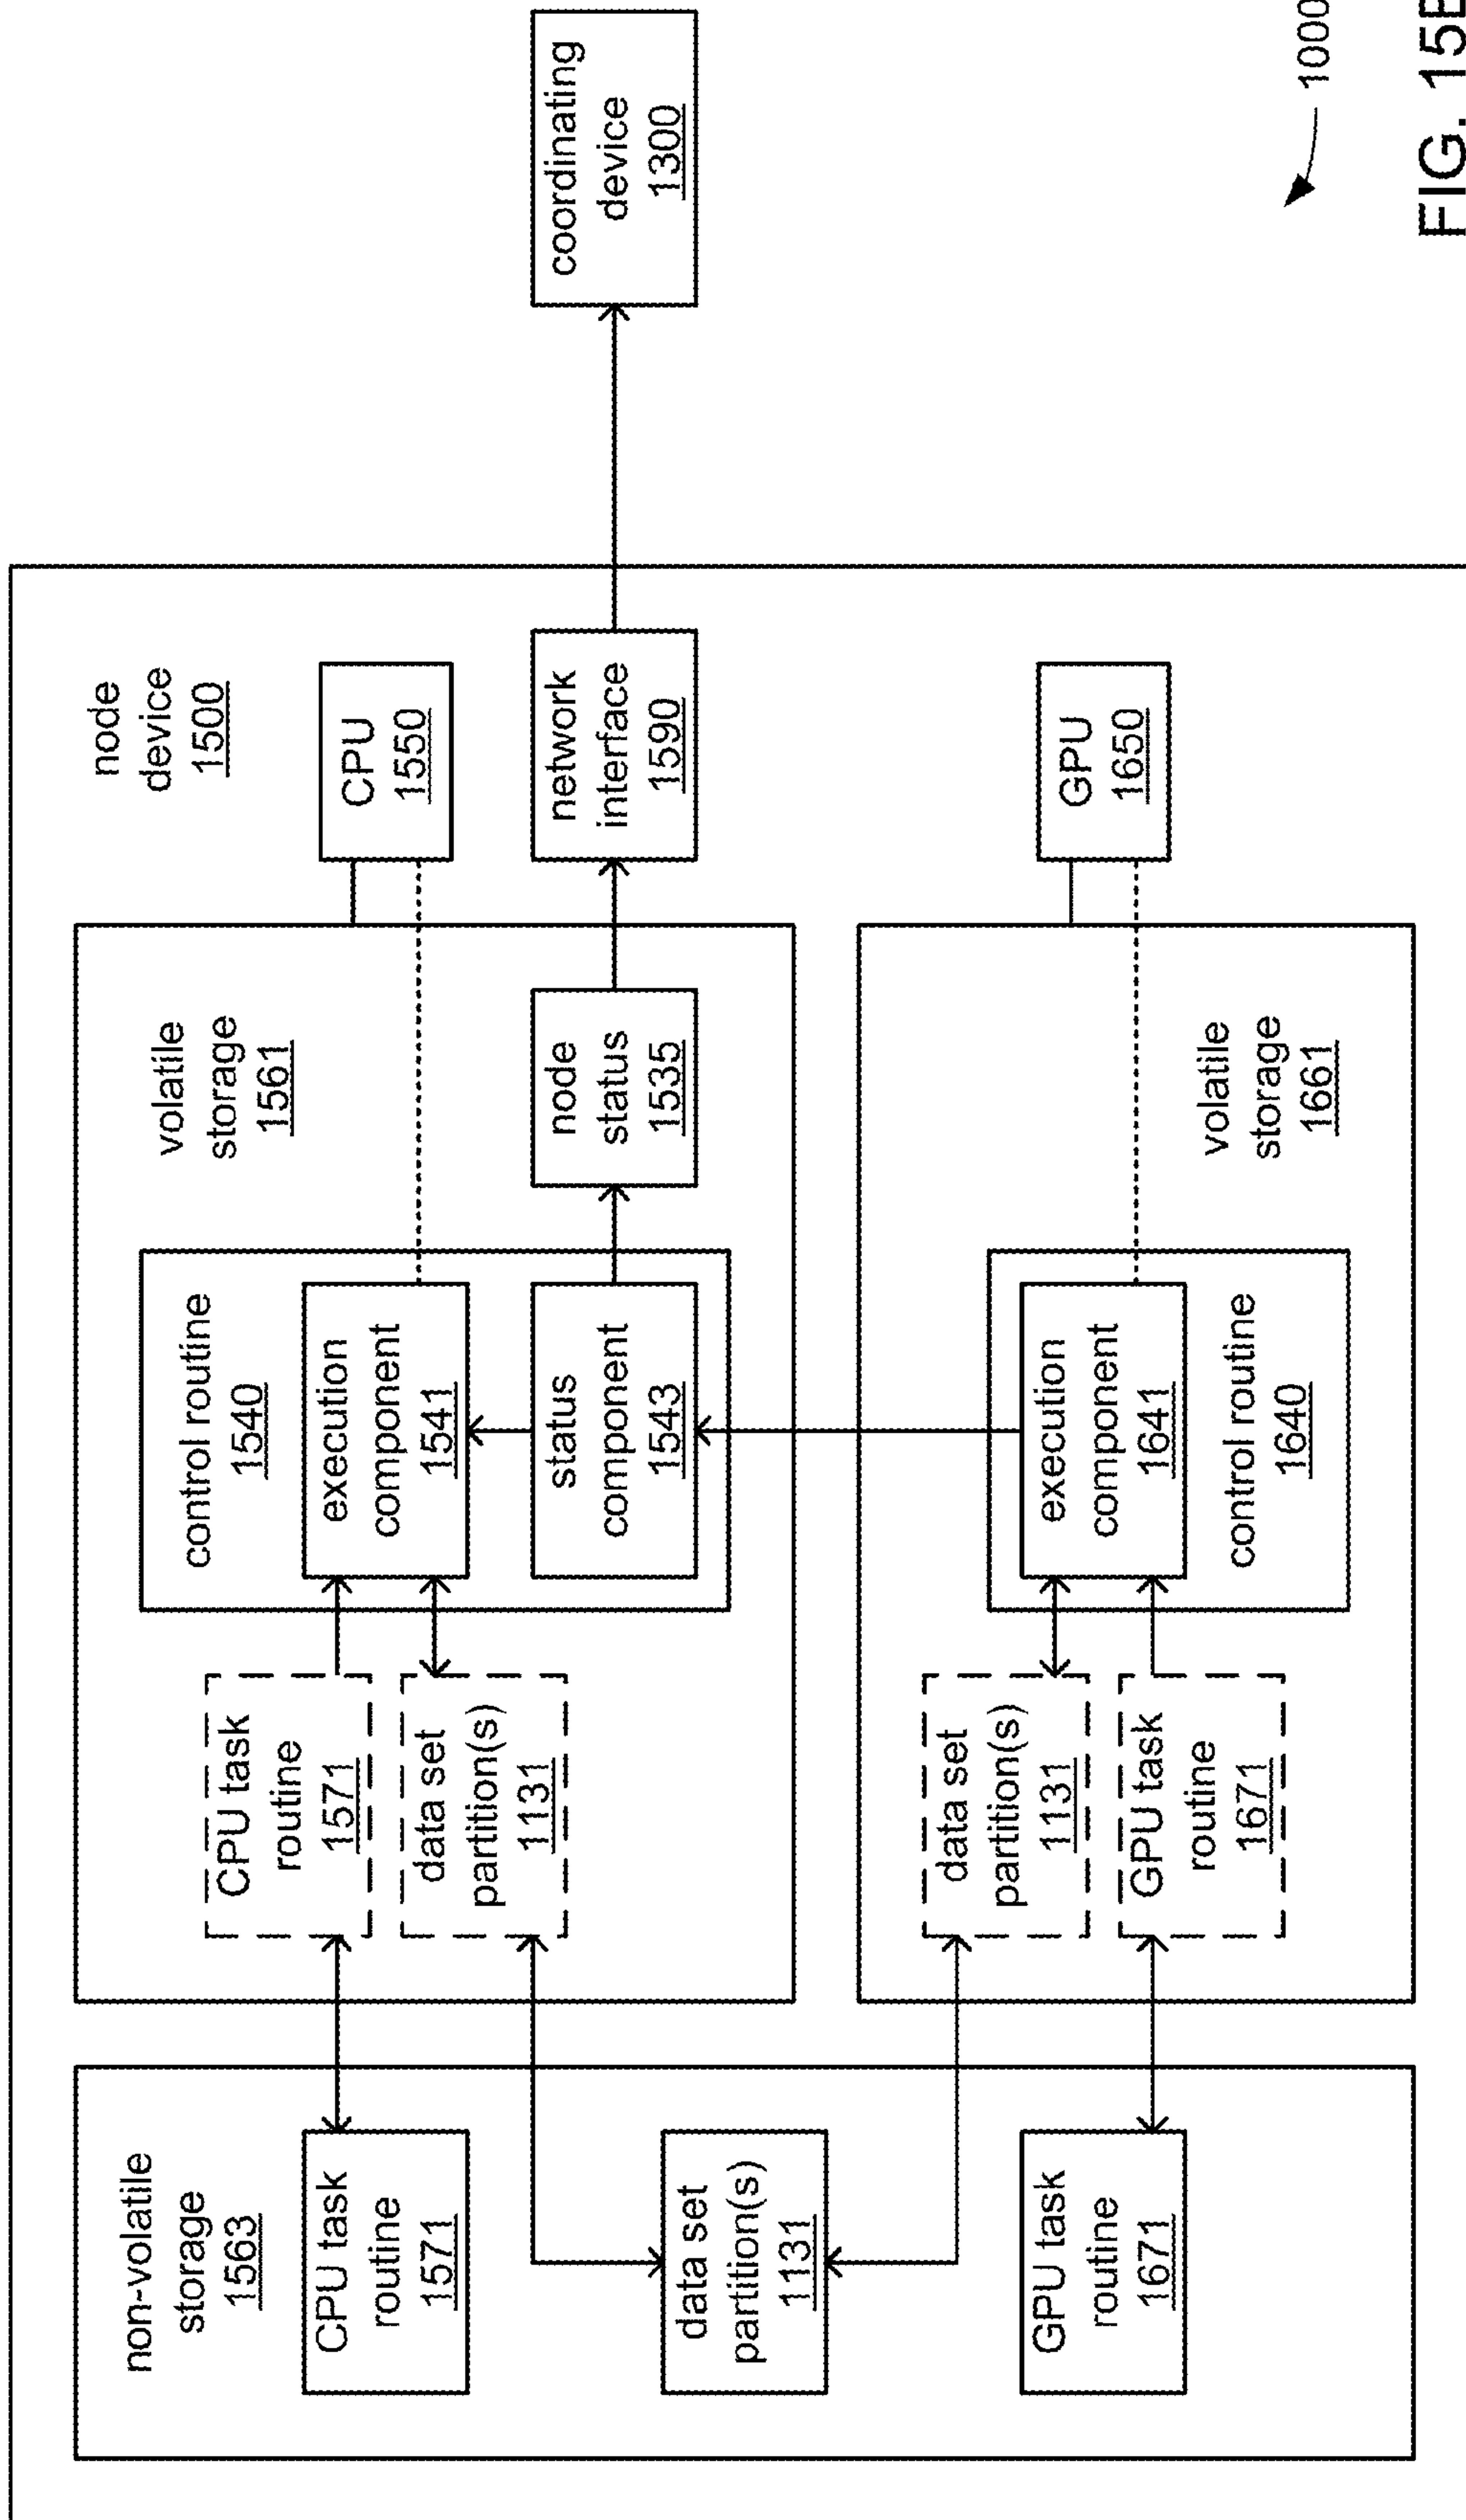 non-volatile
storage
1563
CPU task
routine
1571
data set
partition(s)
1131
GPU task
routine
1671
volatile
storage
1561
CPU task
routine
1571
data set
partition(s)
1131
control routine
1540
execution
component
1541
status
component
1543
node
status
1535
node
device
1500
CPU
1550
network
interface
1590
coordinating
device
1300
data set
partition(s)
1131
GPU task
routine
1671
execution
component
1641
control routine
1640
volatile
storage
1661
GPU
1650
1000
FIG. 15B